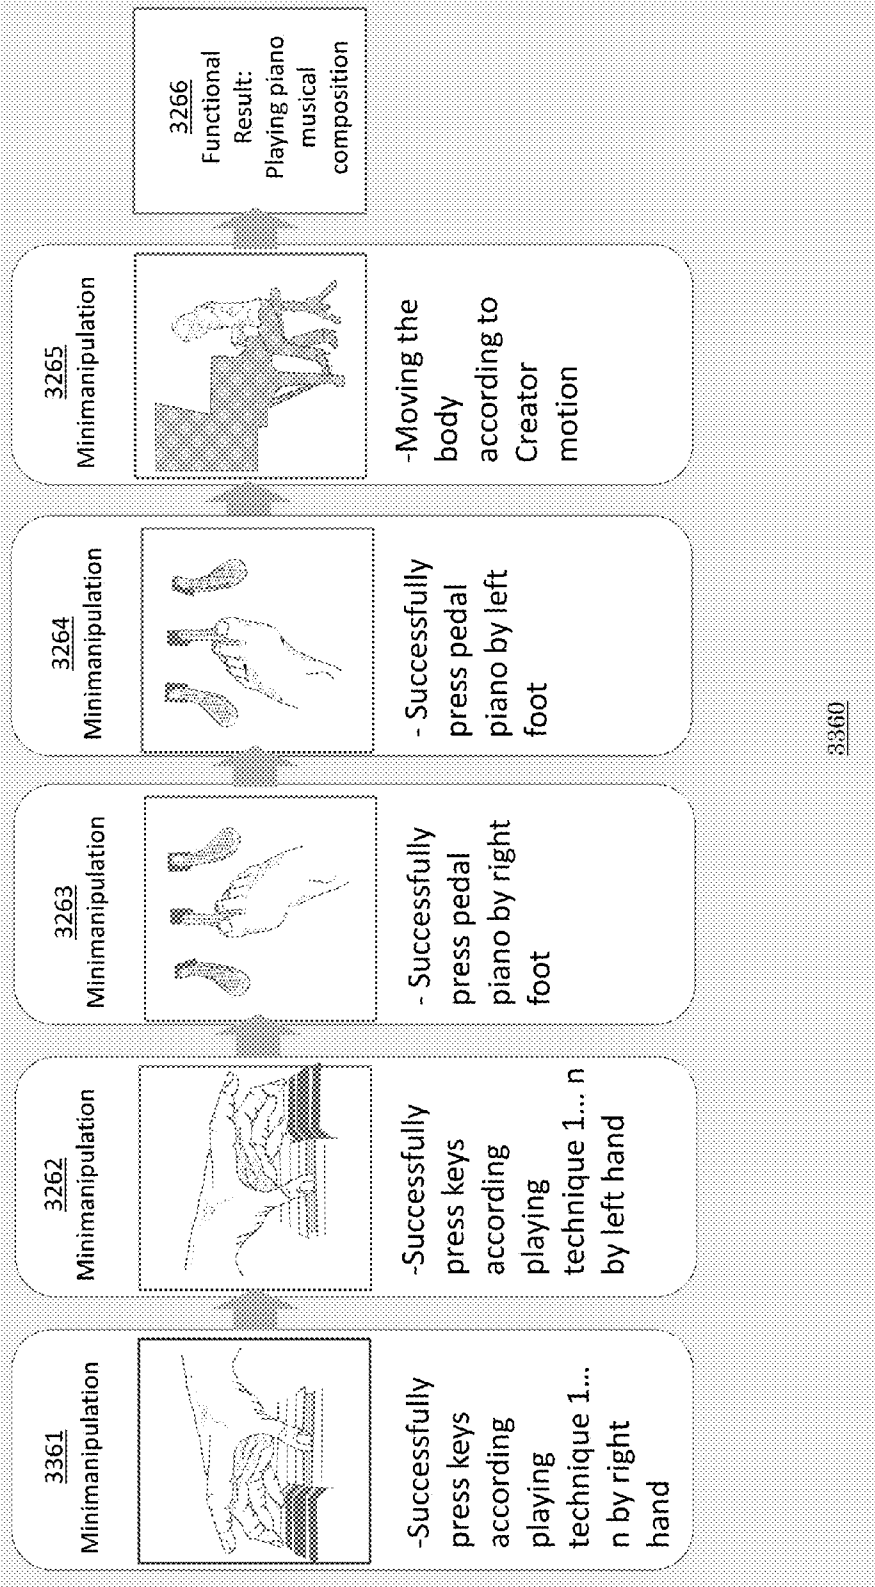 3361
Minimanipulation
-Successfully
press keys
according
playing
technique 1...
n by right
hand
3262
Minimanipulation
-Successfully
press keys
according
playing
technique 1... n
by left hand
3263
Minimanipulation
- Successfully
press pedal
piano by right
foot
3264
Minimanipulation
- Successfully
press pedal
piano by left
foot
3265
Minimanipulation
-Moving the
body
according to
Creator
motion
3266
Functional
Result:
Playing piano
musical
composition
3360